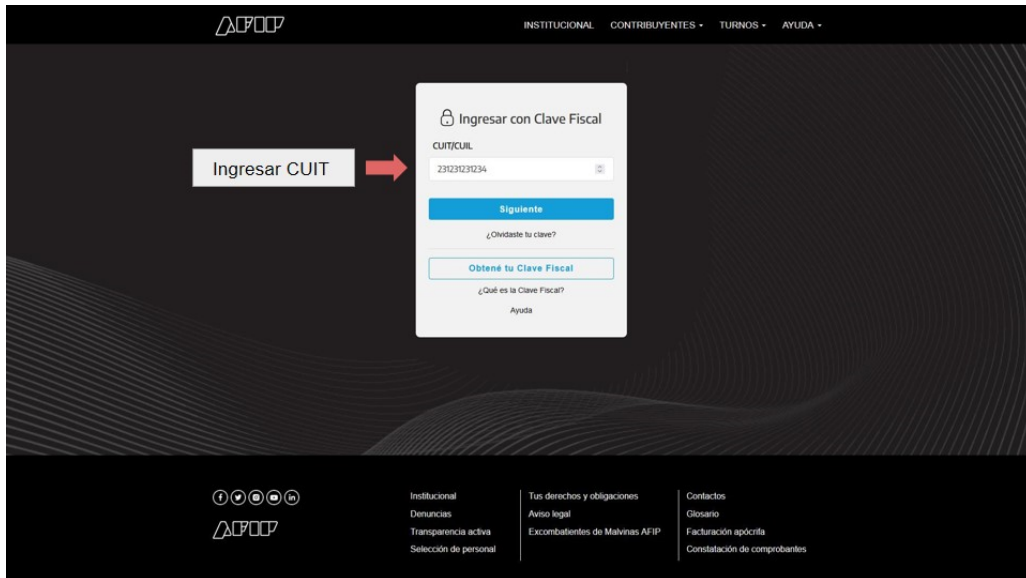 AFIP
INSTITUCIONAL CONTRIBUYENTES TURNOS AYUDA
Ingresar con Clave Fiscal
CUIT/CUIL
Ingresar CUIT
231231231234
Siguiente
¿Olvidaste tu clave?
Obtené tu Clave Fiscal
¿Qué es la Clave Fiscal?
Ayuda
AFIP
Institucional
Denuncias
Transparencia activa
Selección de personal
Tus derechos y obligaciones
Aviso legal
Excombatientes de Malvinas AFIP
Contactos
Glosario
Facturación apócrifa
Constatación de comprobantes